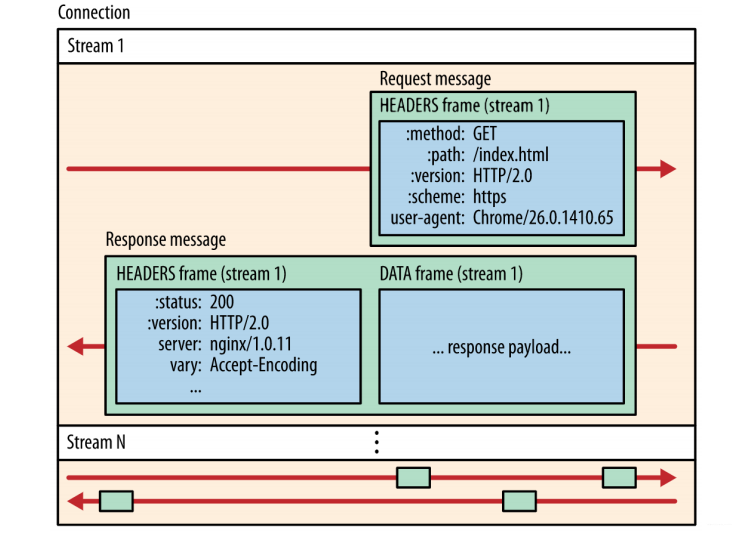 Connection
Stream 1
Request message
HEADERS frame (stream 1)
:method: GET
:path: /index.html
:version: HTTP/2.0
:scheme: https
user-agent: Chrome/26.0.1410.65
Response message
HEADERS frame (stream 1)
:status: 200
:version: HTTP/2.0
server: nginx/1.0.11
vary: Accept-Encoding
...
DATA frame (stream 1)
... response payload...
Stream N